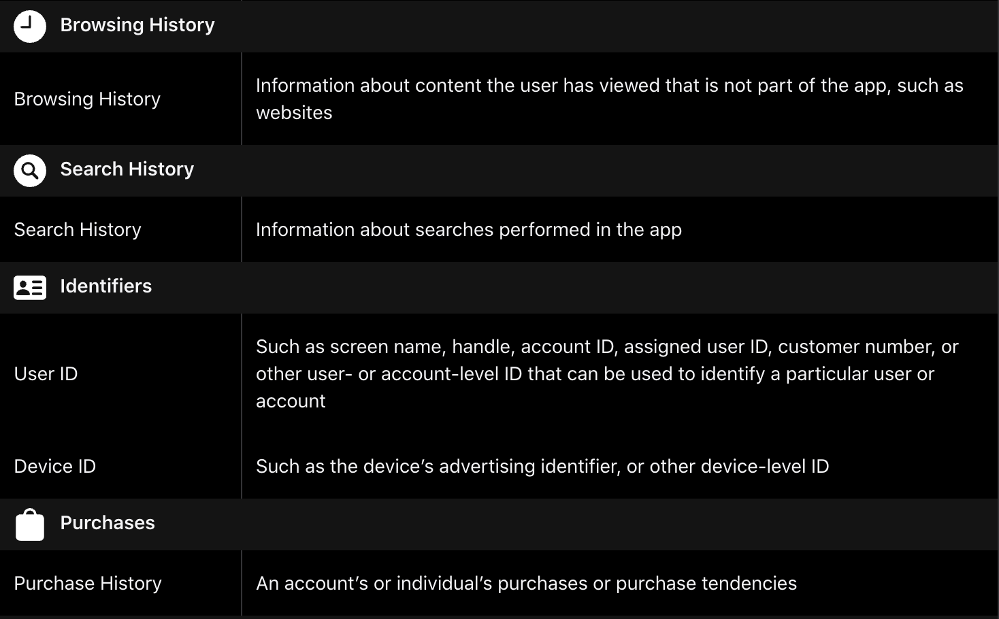 Browsing History
Browsing History
Information about content the user has viewed that is not part of the app, such as
websites
Search History
Search History
Information about searches performed in the app
Identifiers
User ID
Such as screen name, handle, account ID, assigned user ID, customer number, or
other user- or account-level ID that can be used to identify a particular user or
account
Device ID
Such as the device’s advertising identifier, or other device-level ID
Purchases
Purchase History
An account’s or individual’s purchases or purchase tendencies